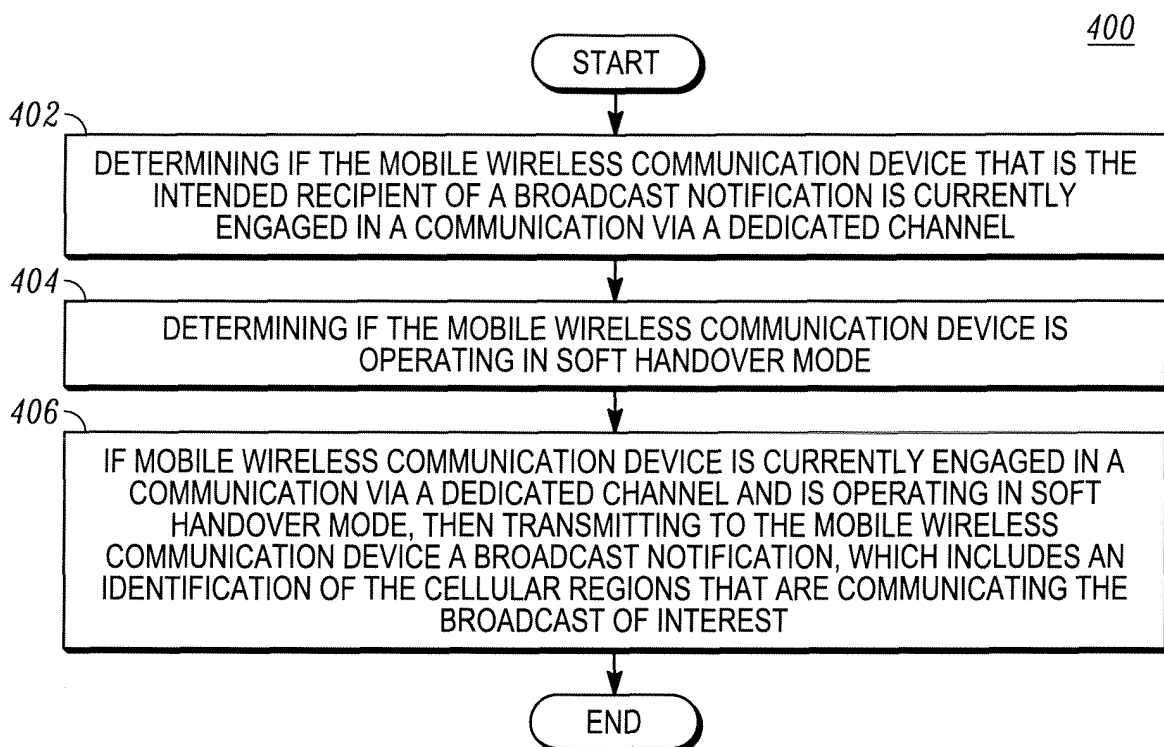 400
START
402
DETERMINING IF THE MOBILE WIRELESS COMMUNICATION DEVICE THAT IS THE
INTENDED RECIPIENT OF A BROADCAST NOTIFICATION IS CURRENTLY
ENGAGED IN A COMMUNICATION VIA A DEDICATED CHANNEL
404
DETERMINING IF THE MOBILE WIRELESS COMMUNICATION DEVICE IS
OPERATING IN SOFT HANDOVER MODE
406
IF MOBILE WIRELESS COMMUNICATION DEVICE IS CURRENTLY ENGAGED IN A
COMMUNICATION VIA A DEDICATED CHANNEL AND IS OPERATING IN SOFT
HANDOVER MODE, THEN TRANSMITTING TO THE MOBILE WIRELESS
COMMUNICATION DEVICE A BROADCAST NOTIFICATION, WHICH INCLUDES AN
IDENTIFICATION OF THE CELLULAR REGIONS THAT ARE COMMUNICATING THE
BROADCAST OF INTEREST
END